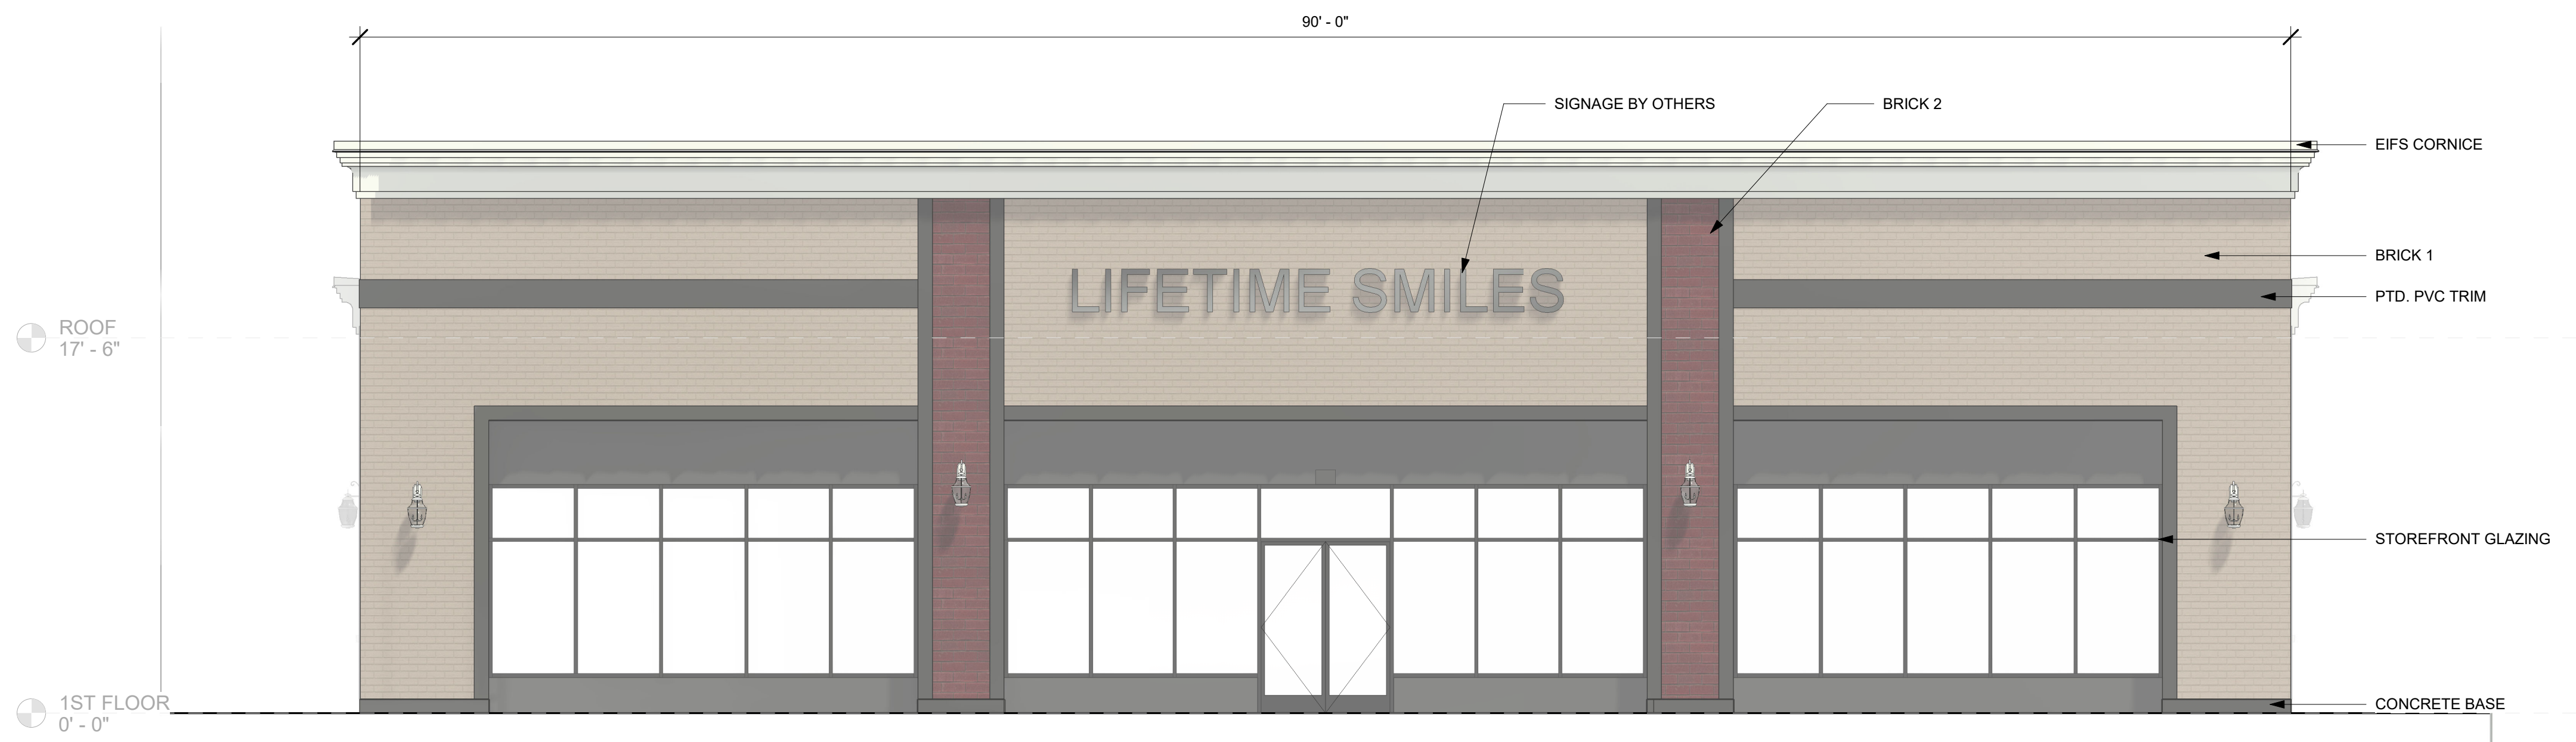 90' - 0"
SIGNAGE BY OTHERS
BRICK 2
EIFS CORNICE
BRICK 1
LIFETIME SMILES
PTD. PVC TRIM
ROOF
17' - 6"
STOREFRONT GLAZING
1ST FLOOR
0' - 0"
CONCRETE BASE